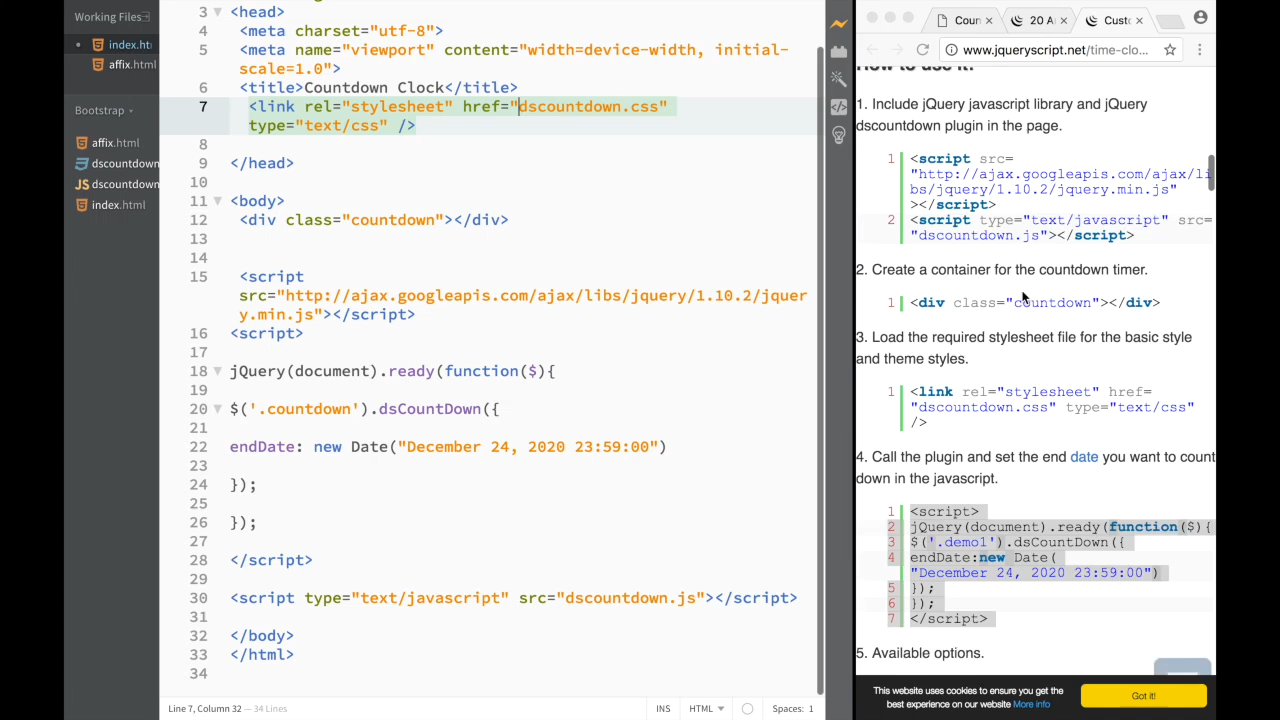 Working Files
index.ht
affix.html
Bootstrap
affix.html
dscountdown
JS dscountdown
index.html
3 <head>
4 <meta charset="utf-8">
5 <meta name="viewport" content="width=device-width, initial-
scale=1.0">
6 <title>Countdown Clock</title>
7 <link rel="stylesheet" href="dscountdown.css"
type="text/css" />
8
9 </head>
10
11 <body>
12 <div class="countdown"></div>
13
14
15 <script
src="http://ajax.googleapis.com/ajax/libs/jquery/1.10.2/jquer
y.min.js"></script>
16 <script>
17
18 jQuery(document).ready(function($){
19
20 $('.countdown').dsCountDown({
21
22 endDate: new Date("December 24, 2020 23:59:00")
23
24 });
25
26 });
27
28 </script>
29
30 <script type="text/javascript" src="dscountdown.js"></script>
31
32 </body>
33 </html>
34
Line 7, Column 32 — 34 Lines
INS
HTML
Spaces: 1
Coun
20 A
Custo
www.jqueryscript.net/time-clo...
How to use it:
1. Include jQuery javascript library and jQuery
dscountdown plugin in the page.
1 <script src=
"http://ajax.googleapis.com/ajax/li
bs/jquery/1.10.2/jquery.min.js"
></script>
2 <script type="text/javascript" src=
"dscountdown.js"></script>
2. Create a container for the countdown timer.
1 <div class="countdown"></div>
3. Load the required stylesheet file for the basic style
and theme styles.
1 <link rel="stylesheet" href=
"dscountdown.css" type="text/css"
/>
4. Call the plugin and set the end date you want to count
down in the javascript.
1 <script>
2 jQuery(document).ready(function($){
3 $('.demo1').dsCountDown({
4 endDate:new Date(
"December 24, 2020 23:59:00")
5 });
6 });
7 </script>
5. Available options.
This website uses cookies to ensure you get the
best experience on our website More info
Got it!